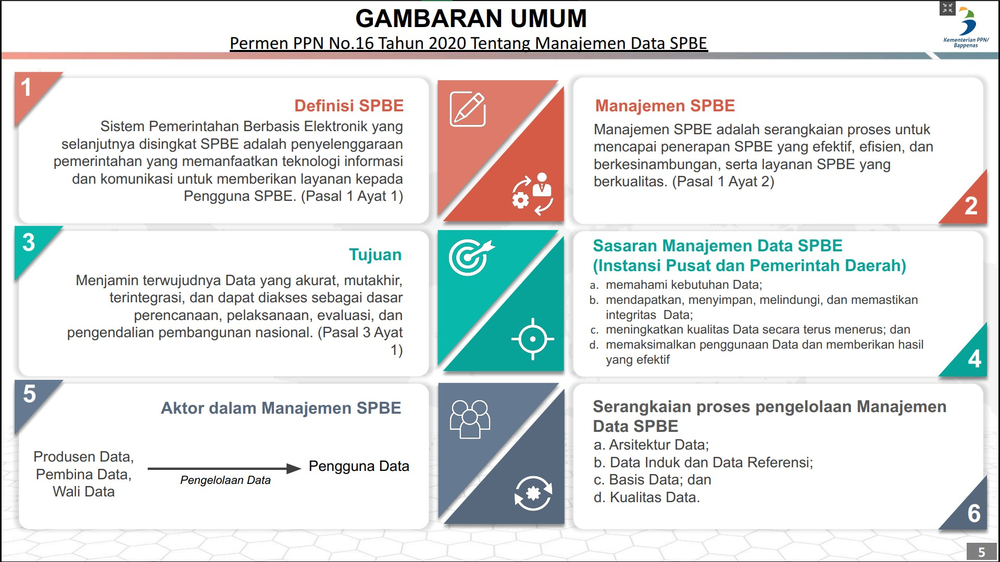 GAMBARAN UMUM
Permen PPN No.16 Tahun 2020 Tentang Manajemen Data SPBE
Kementerian PPN/
Bappenas
1
Definisi SPBE
Sistem Pemerintahan Berbasis Elektronik yang
selanjutnya disingkat SPBE adalah penyelenggaraan
pemerintahan yang memanfaatkan teknologi informasi
dan komunikasi untuk memberikan layanan kepada
Pengguna SPBE. (Pasal 1 Ayat 1)
Manajemen SPBE
Manajemen SPBE adalah serangkaian proses untuk
mencapai penerapan SPBE yang efektif, efisien, dan
berkesinambungan, serta layanan SPBE yang
berkualitas. (Pasal 1 Ayat 2)
2
3
Tujuan
Menjamin terwujudnya Data yang akurat, mutakhir,
terintegrasi, dan dapat diakses sebagai dasar
perencanaan, pelaksanaan, evaluasi, dan
pengendalian pembangunan nasional. (Pasal 3 Ayat
1)
Sasaran Manajemen Data SPBE
(Instansi Pusat dan Pemerintah Daerah)
a. memahami kebutuhan Data;
b. mendapatkan, menyimpan, melindungi, dan memastikan
integritas Data;
c. meningkatkan kualitas Data secara terus menerus; dan
d. memaksimalkan penggunaan Data dan memberikan hasil
yang efektif
4
5
Aktor dalam Manajemen SPBE
Produsen Data,
Pembina Data,
Wali Data
Pengelolaan Data
Pengguna Data
Serangkaian proses pengelolaan Manajemen
Data SPBE
a. Arsitektur Data;
b. Data Induk dan Data Referensi;
c. Basis Data; dan
d. Kualitas Data.
6
5